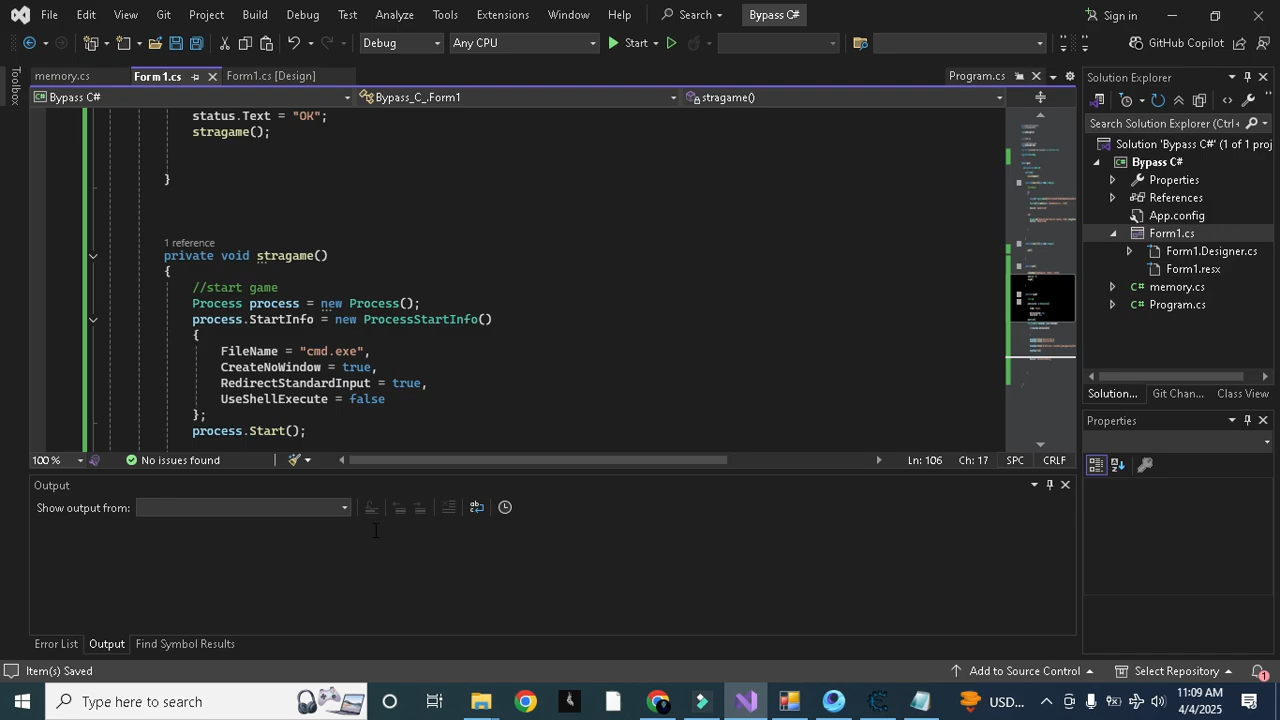 File Edit View Git Project Build Debug Test Analyze Tools Extensions Window Help Search Bypass C# Sign in
Debug Any CPU Start GitHub Copilot
Toolbox
memory.cs Form1.cs Form1.cs [Design] Program.cs
Bypass C# Bypass_C_.Form1 stragame()
status.Text = "OK";
stragame();
}
1 reference
private void stragame()
{
//start game
Process process = new Process();
process.StartInfo = new ProcessStartInfo()
{
FileName = "cmd.exe",
CreateNoWindow = true,
RedirectStandardInput = true,
UseShellExecute = false
};
process.Start();
100 % No issues found Ln: 106 Ch: 17 SPC CRLF
Output
Show output from:
Error List Output Find Symbol Results
Solution Explorer
Search Solution Explorer (Ctrl+
Solution 'Bypass C#' (1 of 1 proj
Bypass C#
Properties
References
App.config
Form1.cs
Form1.Designer.cs
Form1.
memory.cs
Program.cs
Solution... Git Chan... Class View
Properties
Item(s) Saved Add to Source Control Select Repository
Type here to search USD... 11:09 AM
4/4/2025